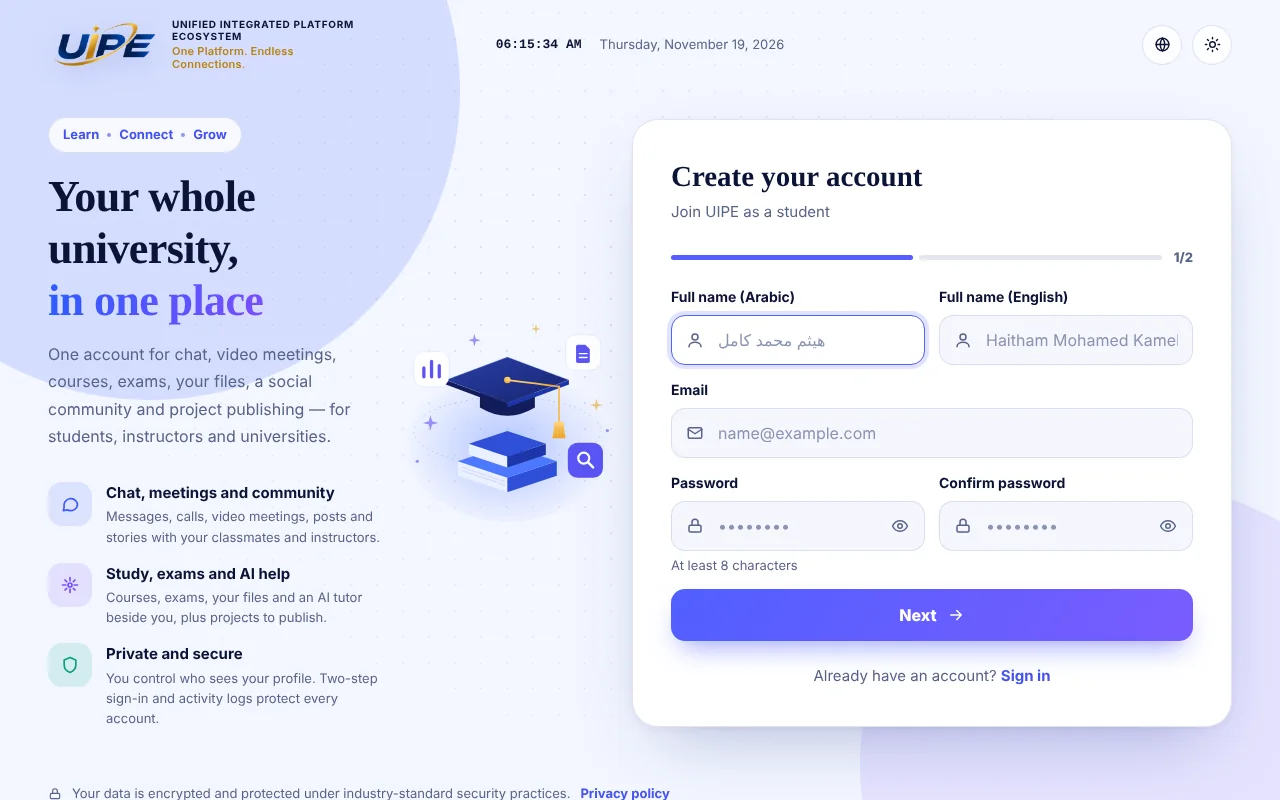 UIPE
UNIFIED INTEGRATED PLATFORM
ECOSYSTEM
One Platform. Endless
Connections.
06:15:34 AM Thursday, November 19, 2026
Learn • Connect • Grow
Your whole
university,
in one place
One account for chat, video meetings,
courses, exams, your files, a social
community and project publishing — for
students, instructors and universities.
Chat, meetings and community
Messages, calls, video meetings, posts and
stories with your classmates and instructors.
Study, exams and AI help
Courses, exams, your files and an AI tutor
beside you, plus projects to publish.
Private and secure
You control who sees your profile. Two-step
sign-in and activity logs protect every
account.
Create your account
Join UIPE as a student
1/2
Full name (Arabic) Full name (English)
هيثم محمد كامل Haitham Mohamed Kamel
Email
name@example.com
Password Confirm password
•••••••• ••••••••
At least 8 characters
Next →
Already have an account? Sign in
Your data is encrypted and protected under industry-standard security practices. Privacy policy